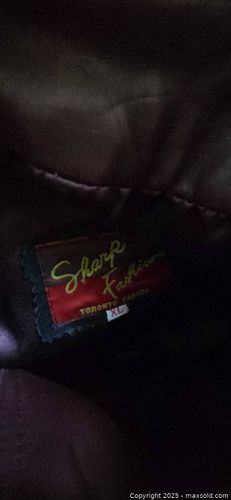 Sharp
Fashion
TORONTO CANADA
XL
Copyright 2025 - maxsold.com